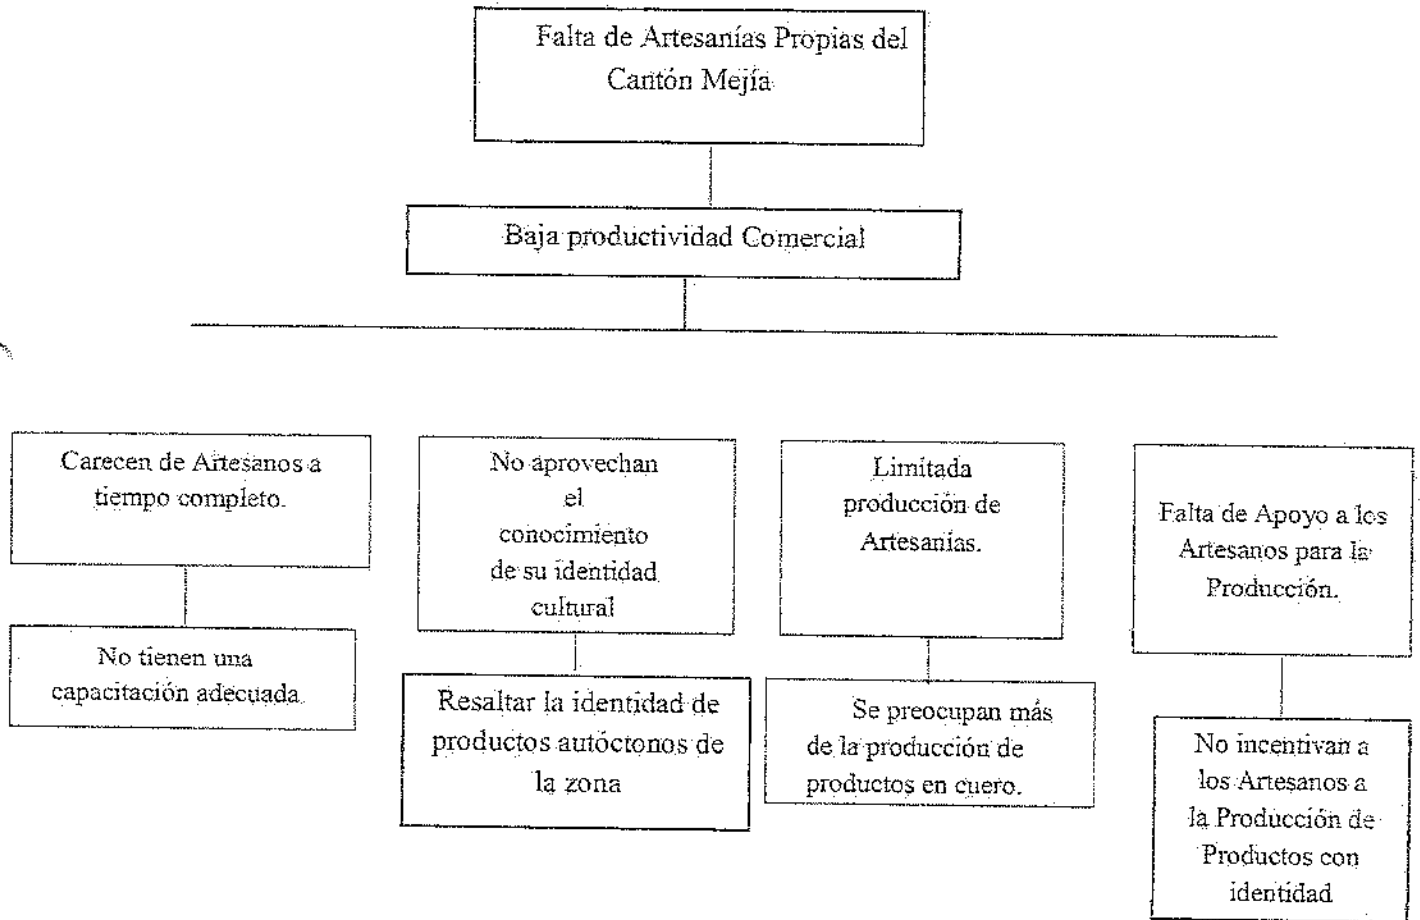 Falta de Artesanías Propias del
Cantón Mejía
Baja productividad Comercial
Carecen de Artesanos a
tiempo completo.
No tienen una
capacitación adecuada.
No aprovechan
el
conocimiento
de su identidad
cultural
Resaltar la identidad de
productos autóctonos de
la zona
Limitada
producción de
Artesanías.
Se preocupan más
de la producción de
productos en cuero.
Falta de Apoyo a los
Artesanos para la
Producción.
No incentivan a
los Artesanos a
la Producción de
Productos con
identidad